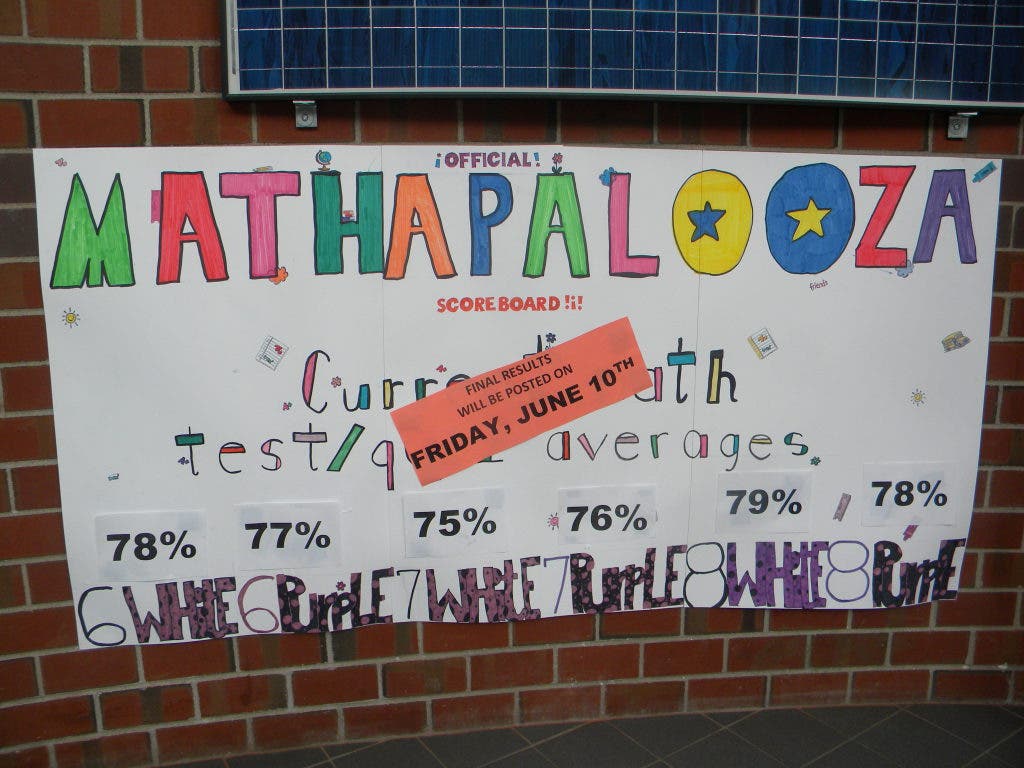 ¡OFFICIAL!
MATHAPALOOZA
friends
SCOREBOARD !¡!
Curre ath
FINAL RESULTS
WILL BE POSTED ON
FRIDAY, JUNE 10TH
test/q averages
78% 77% 75% 76% 79% 78%
6 WHITE 6 PURPLE 7 WHITE 7 PURPLE 8 WHITE 8 PURPLE